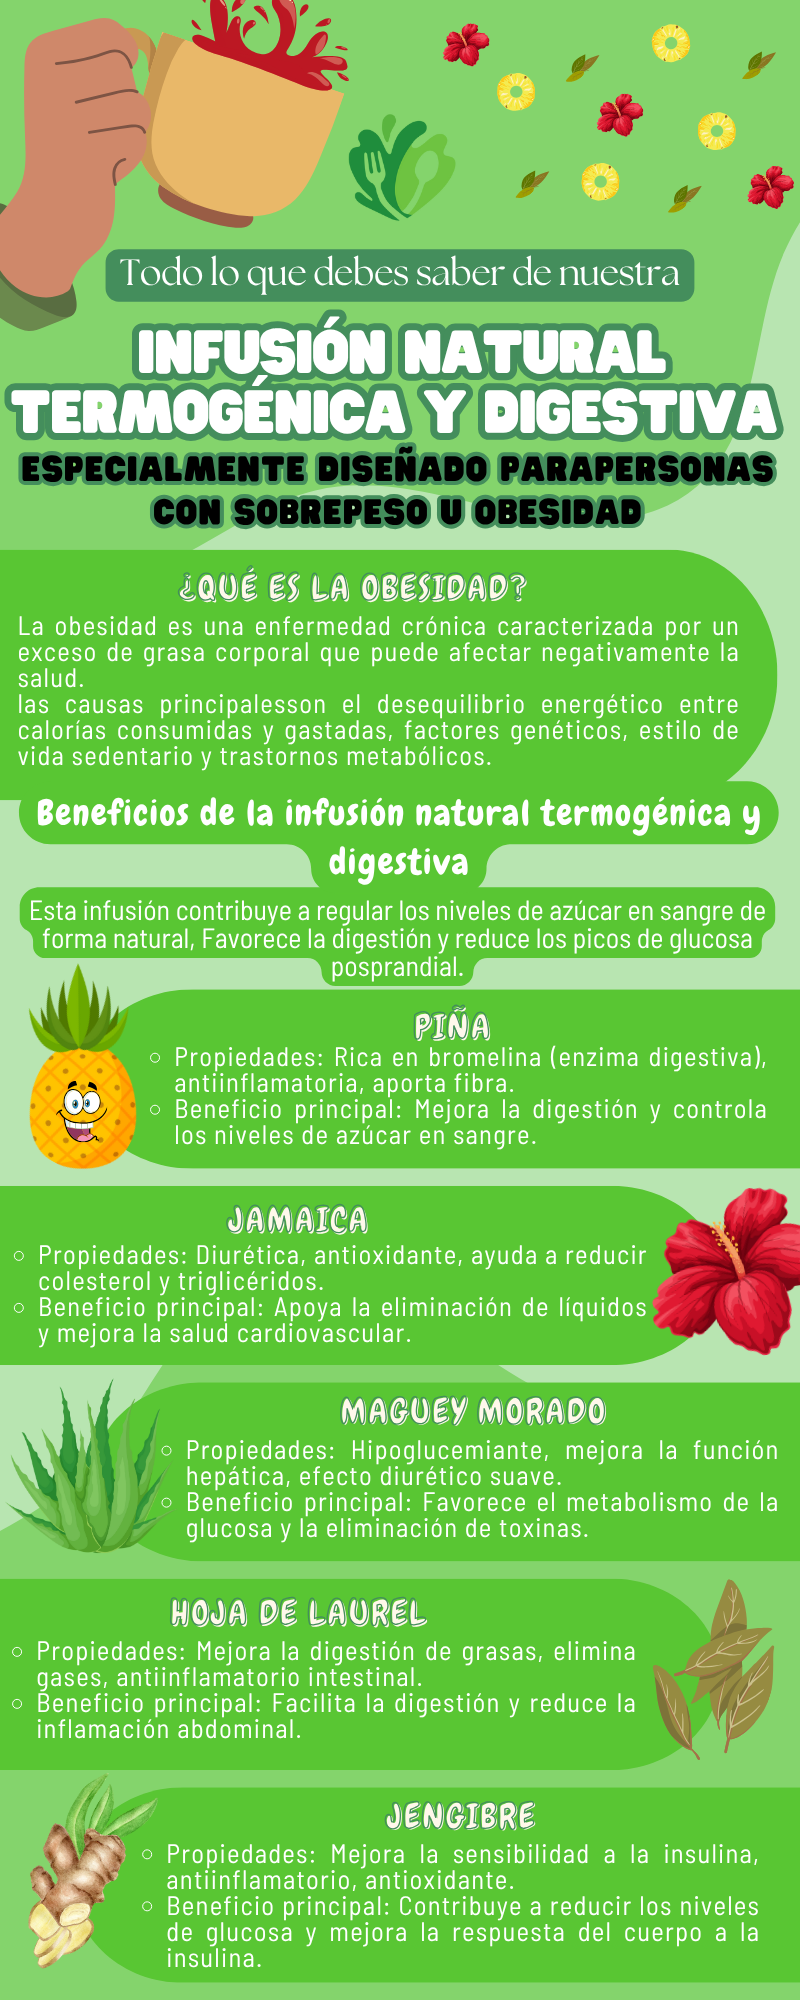 Todo lo que debes saber de nuestra
INFUSIÓN NATURAL
TERMOGÉNICA Y DIGESTIVA
ESPECIALMENTE DISEÑADO PARAPERSONAS
CON SOBREPESO U OBESIDAD
¿QUÉ ES LA OBESIDAD?
La obesidad es una enfermedad crónica caracterizada por un
exceso de grasa corporal que puede afectar negativamente la
salud.
las causas principalesson el desequilibrio energético entre
calorías consumidas y gastadas, factores genéticos, estilo de
vida sedentario y trastornos metabólicos.
Beneficios de la infusión natural termogénica y
digestiva
Esta infusión contribuye a regular los niveles de azúcar en sangre de
forma natural, Favorece la digestión y reduce los picos de glucosa
posprandial.
PIÑA
Propiedades: Rica en bromelina (enzima digestiva),
antiinflamatoria, aporta fibra.
Beneficio principal: Mejora la digestión y controla
los niveles de azúcar en sangre.
JAMAICA
Propiedades: Diurética, antioxidante, ayuda a reducir
colesterol y triglicéridos.
Beneficio principal: Apoya la eliminación de líquidos
y mejora la salud cardiovascular.
MAGUEY MORADO
Propiedades: Hipoglucemiante, mejora la función
hepática, efecto diurético suave.
Beneficio principal: Favorece el metabolismo de la
glucosa y la eliminación de toxinas.
HOJA DE LAUREL
Propiedades: Mejora la digestión de grasas, elimina
gases, antiinflamatorio intestinal.
Beneficio principal: Facilita la digestión y reduce la
inflamación abdominal.
JENGIBRE
Propiedades: Mejora la sensibilidad a la insulina,
antiinflamatorio, antioxidante.
Beneficio principal: Contribuye a reducir los niveles
de glucosa y mejora la respuesta del cuerpo a la
insulina.